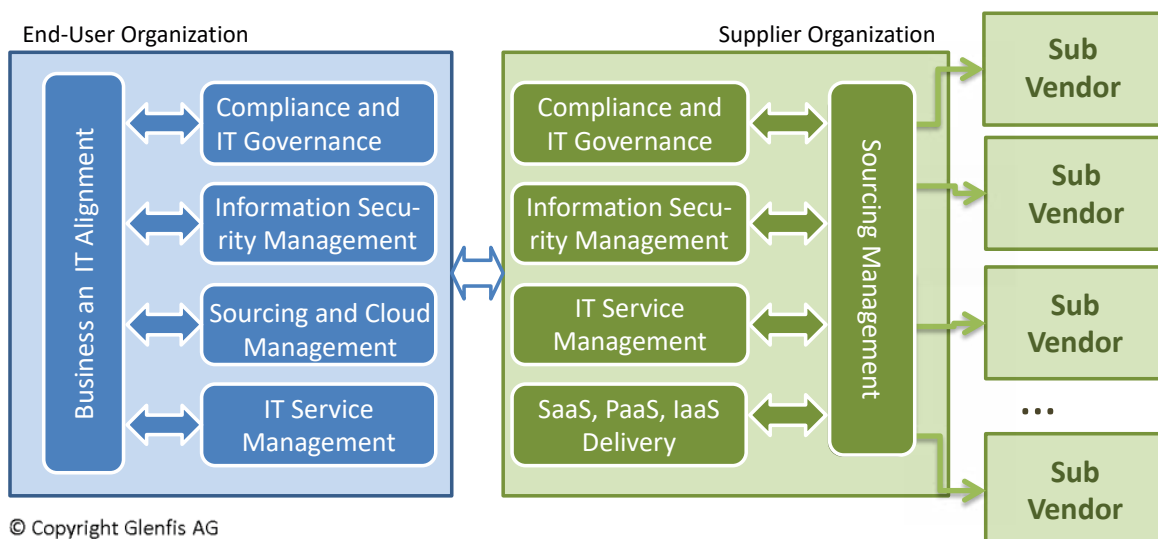 End-User Organization
Business an IT Alignment
Compliance and
IT Governance
Information Secu-
rity Management
Sourcing and Cloud
Management
IT Service
Management
Supplier Organization
Compliance and
IT Governance
Information Secu-
rity Management
IT Service
Management
SaaS, PaaS, IaaS
Delivery
Sourcing Management
Sub
Vendor
Sub
Vendor
Sub
Vendor
...
Sub
Vendor
© Copyright Glenfis AG